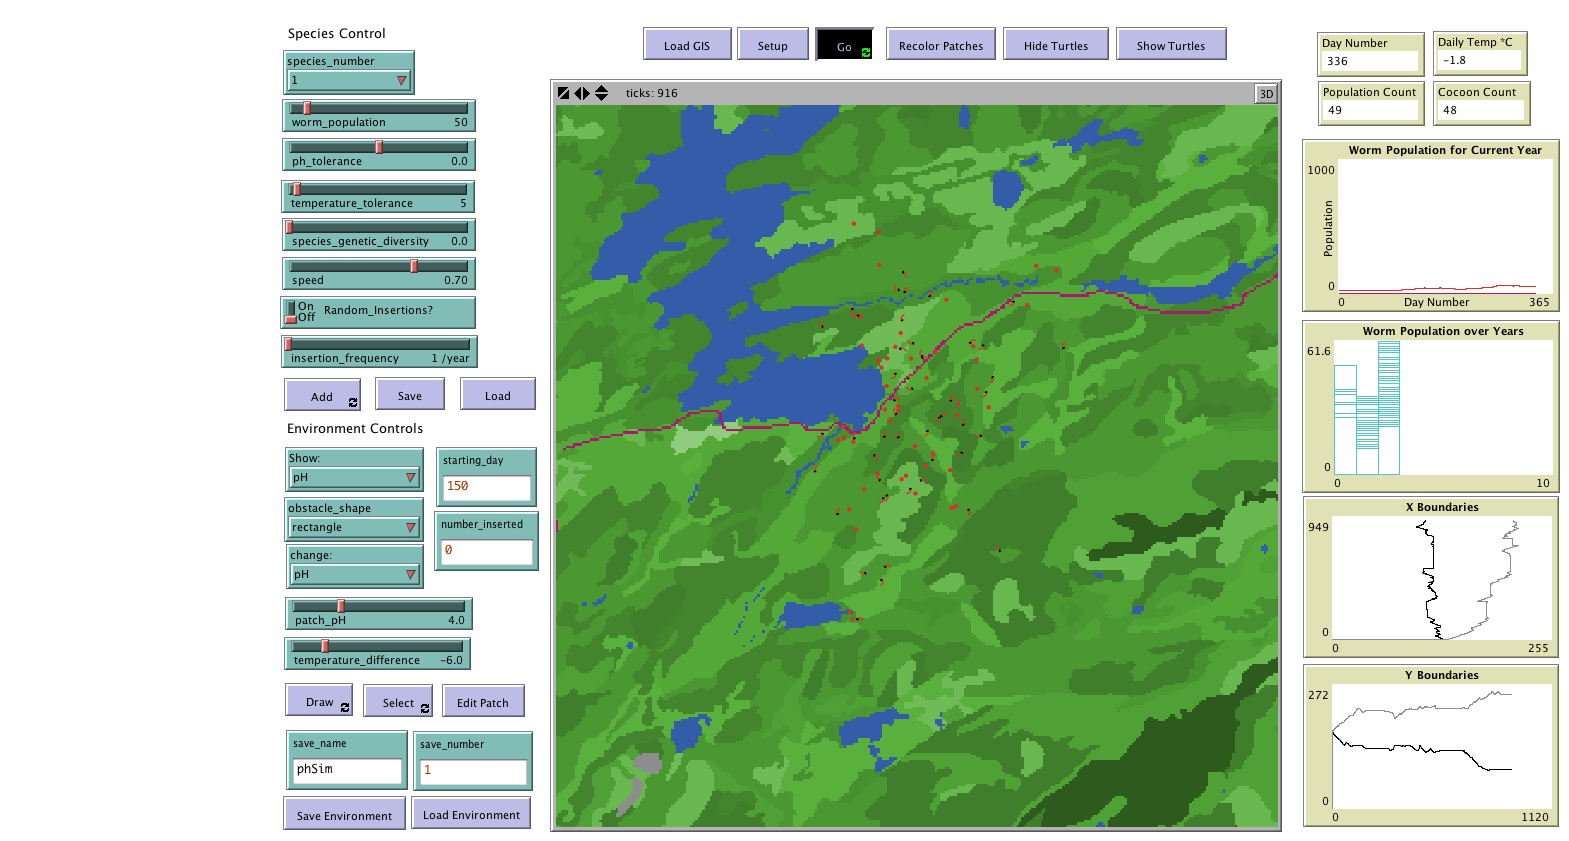 Species Control
species_number
1
worm_population 50
ph_tolerance 0.0
temperature_tolerance 5
species_genetic_diversity 0.0
speed 0.70
On
Off
Random_Insertions?
insertion_frequency 1 /year
Add
Save
Load
Environment Controls
Show:
pH
starting_day
150
obstacle_shape
rectangle
number_inserted
0
change:
pH
patch_pH 4.0
temperature_difference -6.0
Draw
Select
Edit Patch
save_name
phSim
save_number
1
Save Environment
Load Environment
Load GIS
Setup
Go
Recolor Patches
Hide Turtles
Show Turtles
ticks: 916
3D
Day Number
336
Daily Temp *C
-1.8
Population Count
49
Cocoon Count
48
Worm Population for Current Year
1000
Population
0
0
Day Number
365
Worm Population over Years
61.6
0
0
10
X Boundaries
949
0
0
255
Y Boundaries
272
0
0
1120